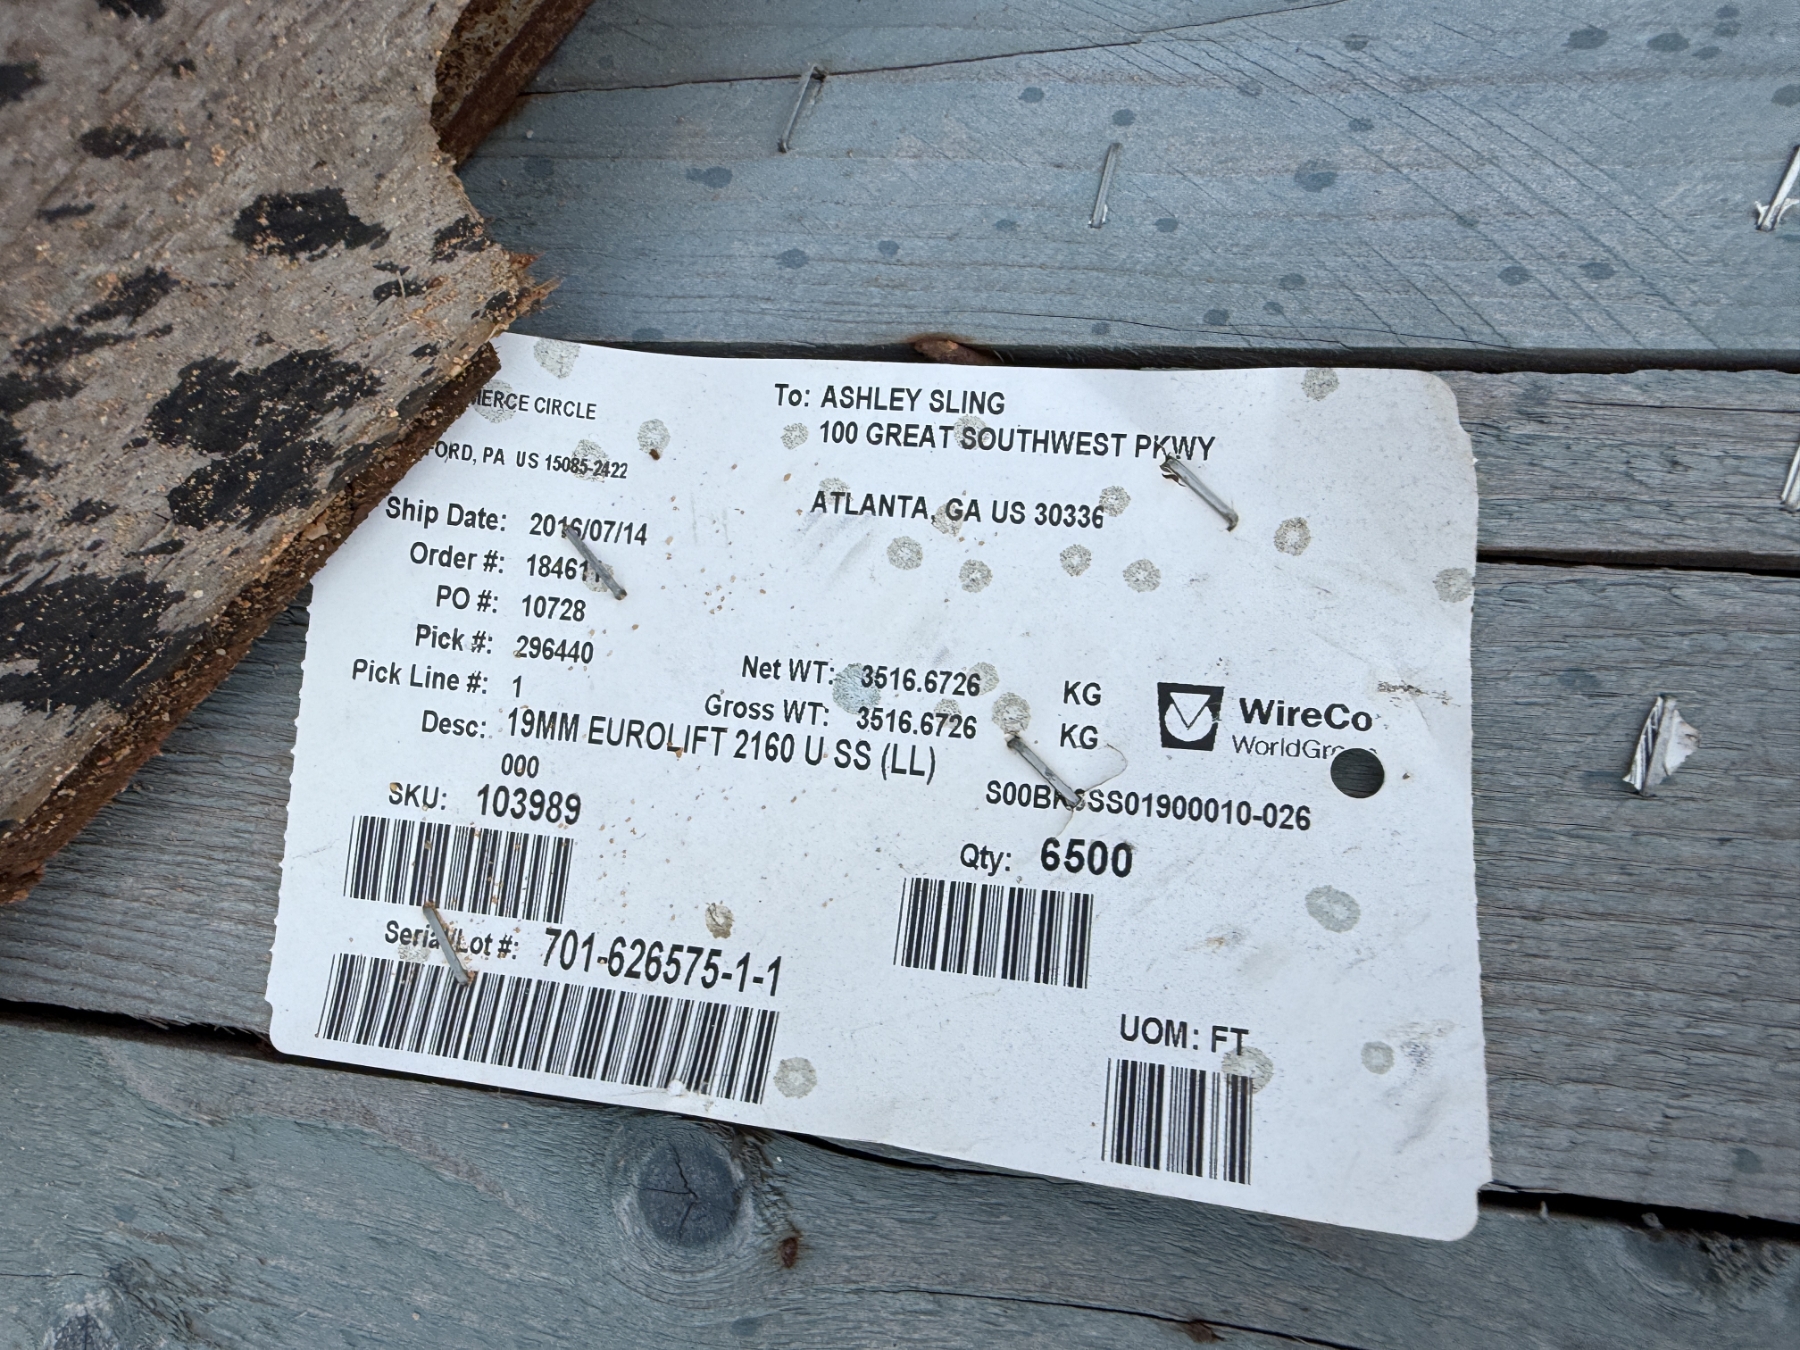 CIRCLE
PA US 15085-2422
To: ASHLEY SLING
100 GREAT SOUTHWEST PKWY
ATLANTA, GA US 30336
Ship Date: 2016/07/14
Order #:
PO #: 10728
Pick #: 296440
Pick Line #: 1
Net WT: 3516.6726 KG
Gross WT: 3516.6726 KG
Desc: 19MM EUROLIFT 2160 U SS (LL)
000
WireCo
SKU: 103989
Qty: 6500
Serial/Lot #: 701-626575-1-1
UOM: FT